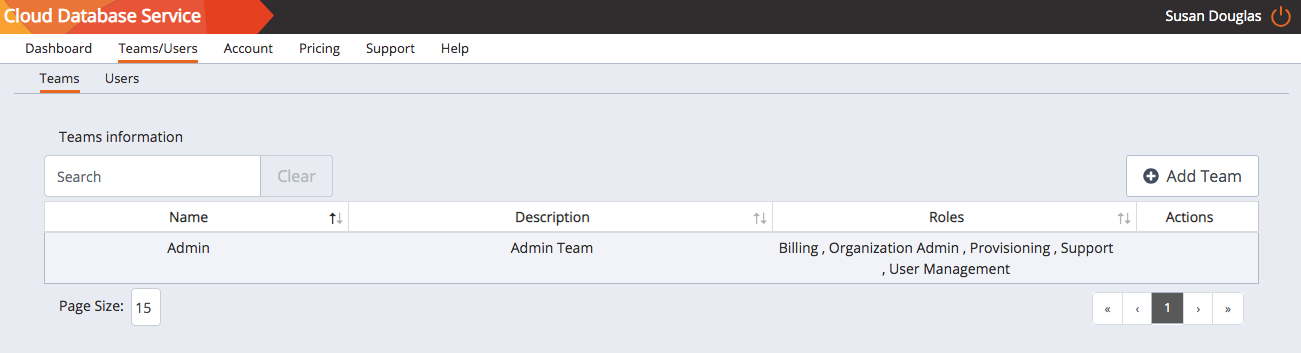 Cloud Database Service Susan Douglas
Dashboard Teams/Users Account Pricing Support Help
Teams Users
Teams information
Search Clear Add Team
Name Description Roles Actions
Admin Admin Team Billing , Organization Admin , Provisioning , Support
, User Management
Page Size: 15 « ‹ 1 › »